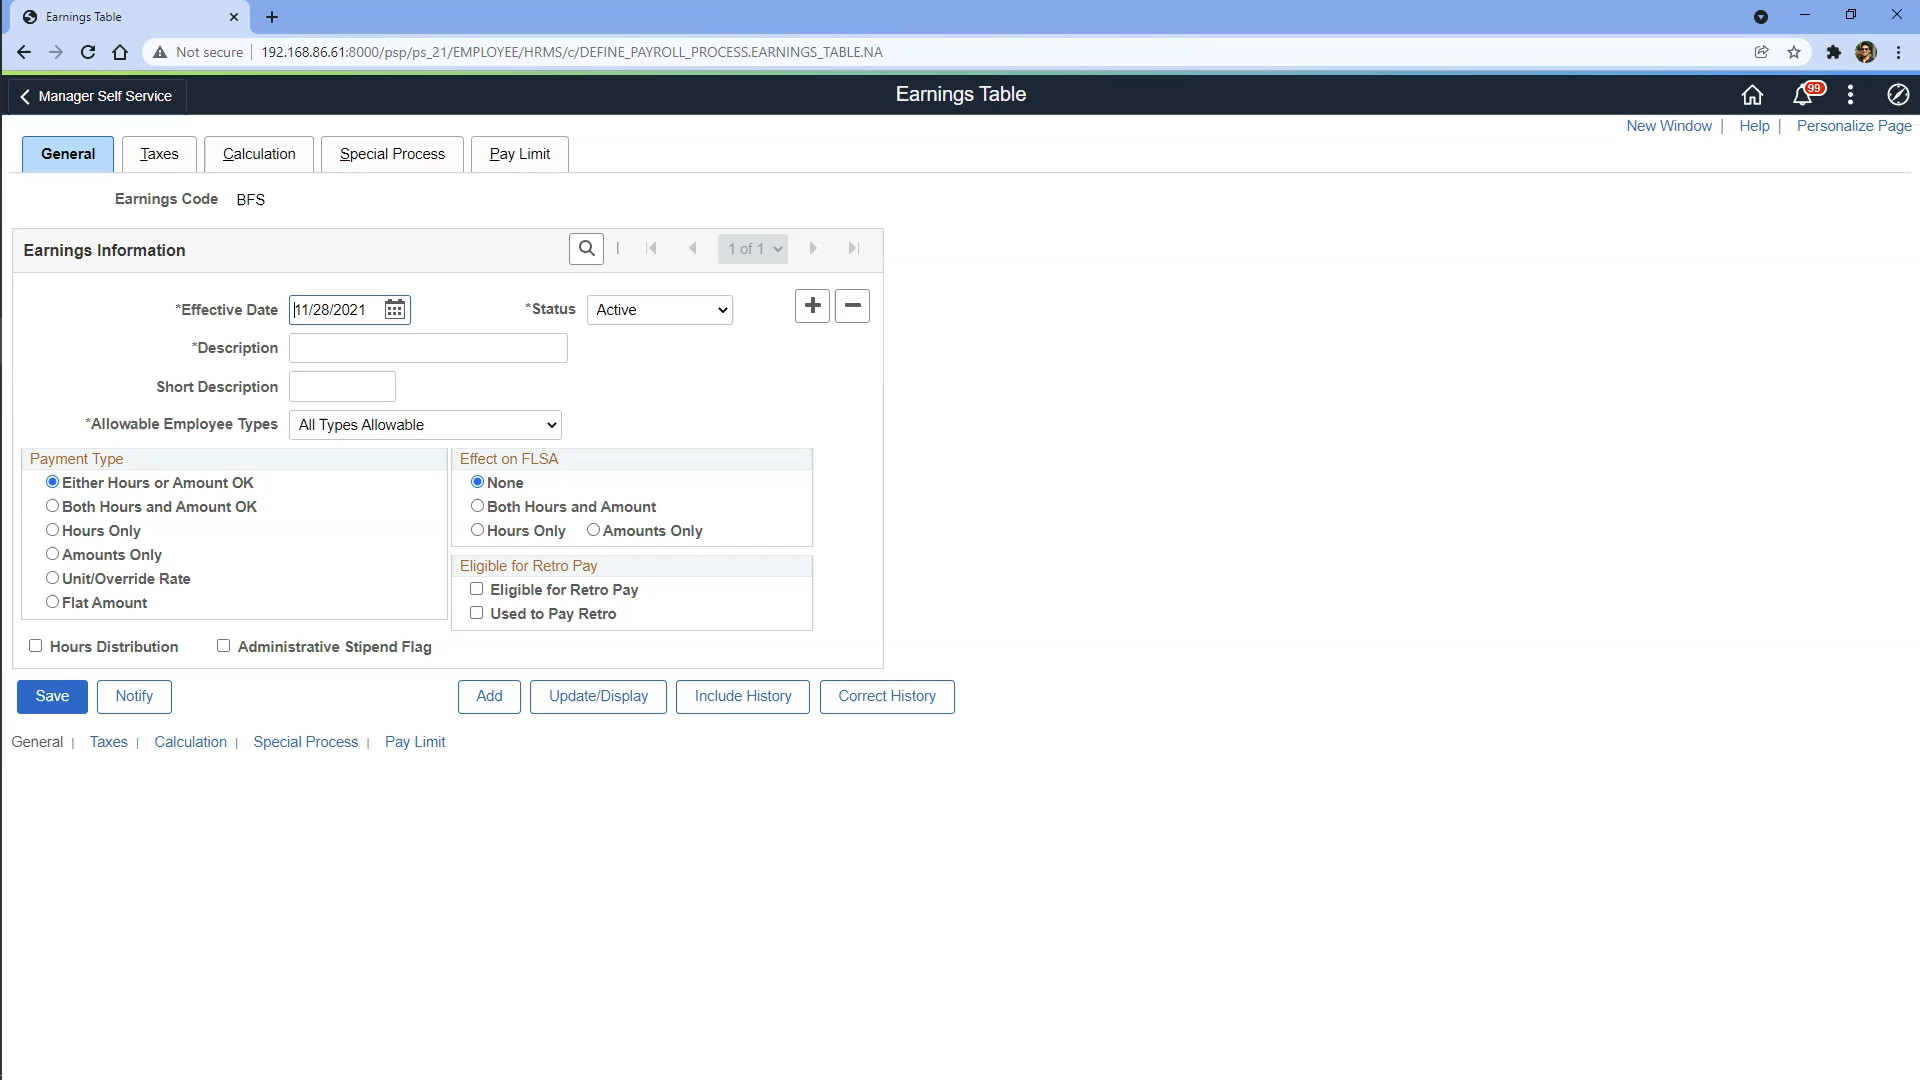 Earnings Table
Not secure 192.168.86.61:8000/psp/ps_21/EMPLOYEE/HRMS/c/DEFINE_PAYROLL_PROCESS.EARNINGS_TABLE.NA
Manager Self Service Earnings Table 99
New Window | Help | Personalize Page
General Taxes Calculation Special Process Pay Limit
Earnings Code BFS
Earnings Information 1 of 1
*Effective Date 11/28/2021 *Status Active
*Description
Short Description
*Allowable Employee Types All Types Allowable
Payment Type Effect on FLSA
Either Hours or Amount OK None
Both Hours and Amount OK Both Hours and Amount
Hours Only Hours Only Amounts Only
Amounts Only Eligible for Retro Pay
Unit/Override Rate Eligible for Retro Pay
Flat Amount Used to Pay Retro
Hours Distribution Administrative Stipend Flag
Save Notify Add Update/Display Include History Correct History
General | Taxes | Calculation | Special Process | Pay Limit